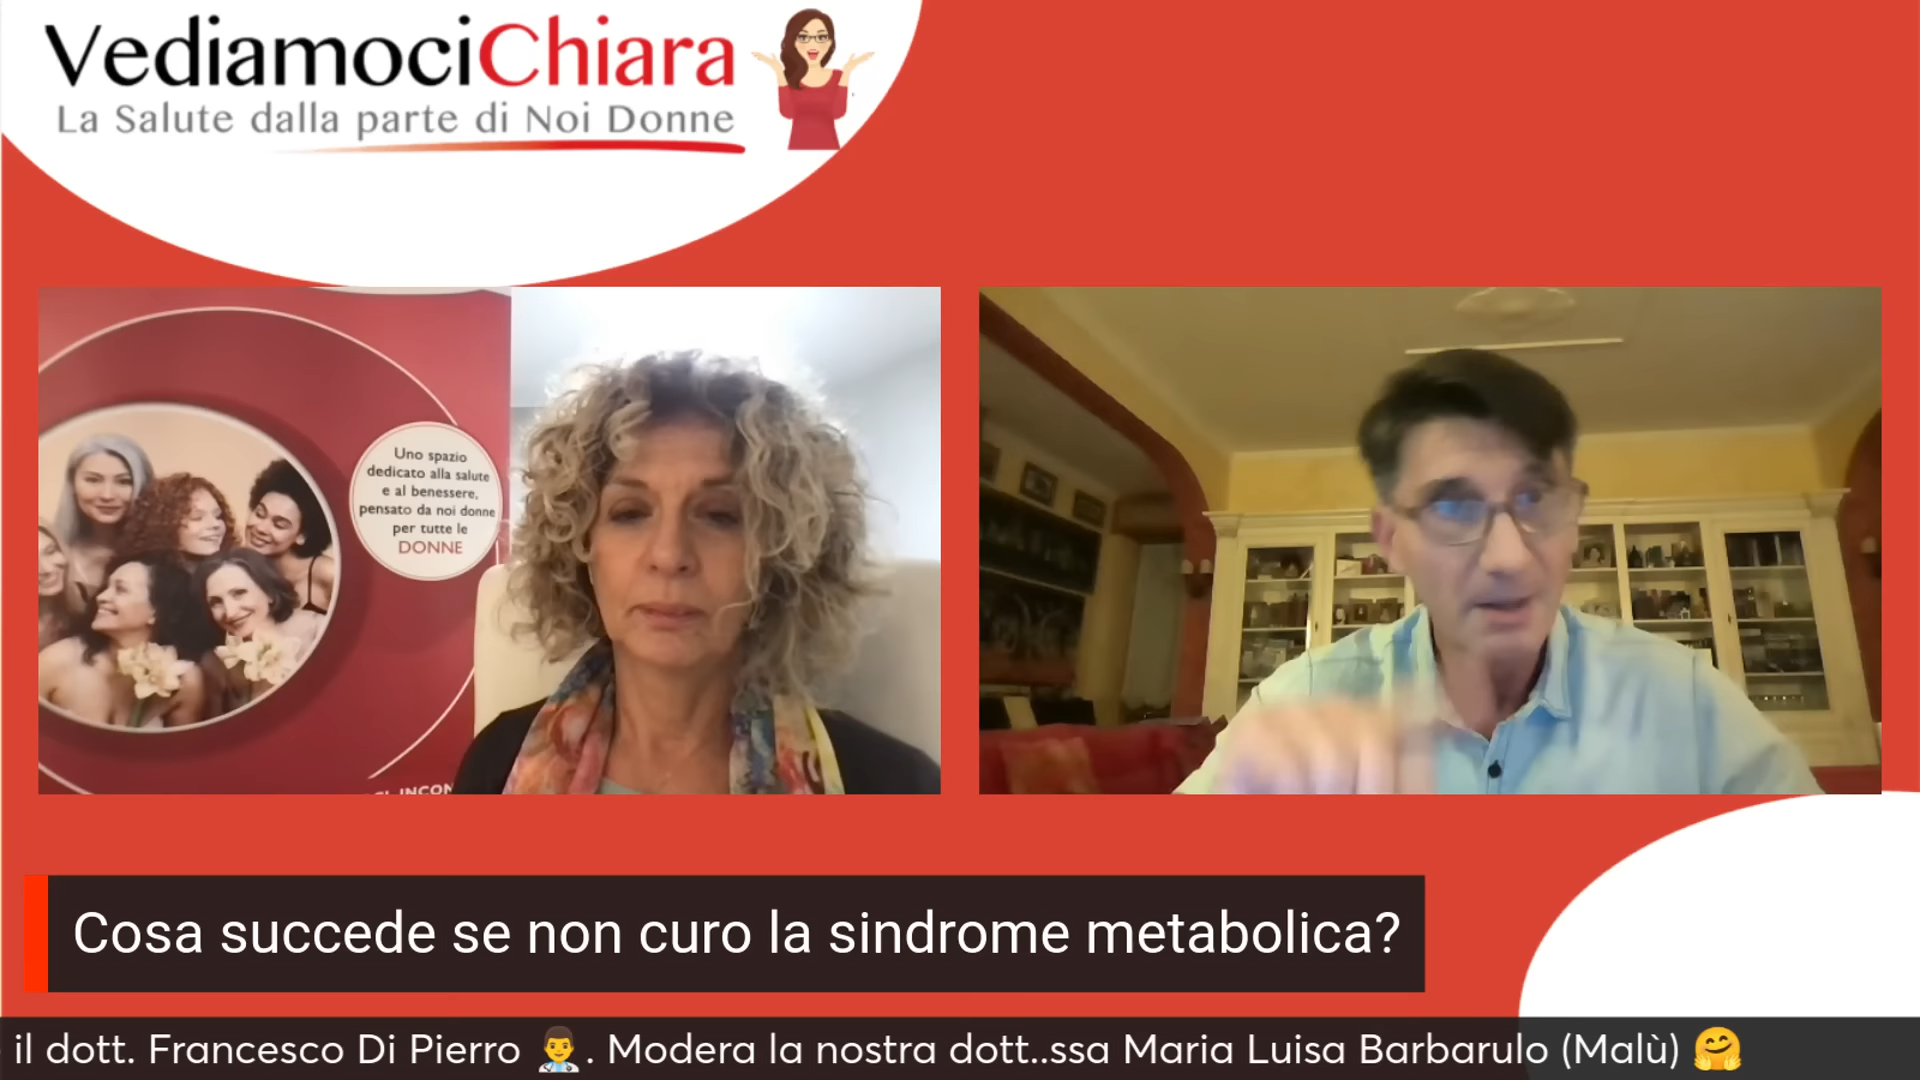 VediamociChiara
La Salute dalla parte di Noi Donne
Uno spazio
dedicato alla salute
e al benessere,
pensato da noi donne
per tutte le
DONNE
Cosa succede se non curo la sindrome metabolica?
il dott. Francesco Di Pierro 👨‍⚕️. Modera la nostra dott..ssa Maria Luisa Barbarulo (Malù) 🤗